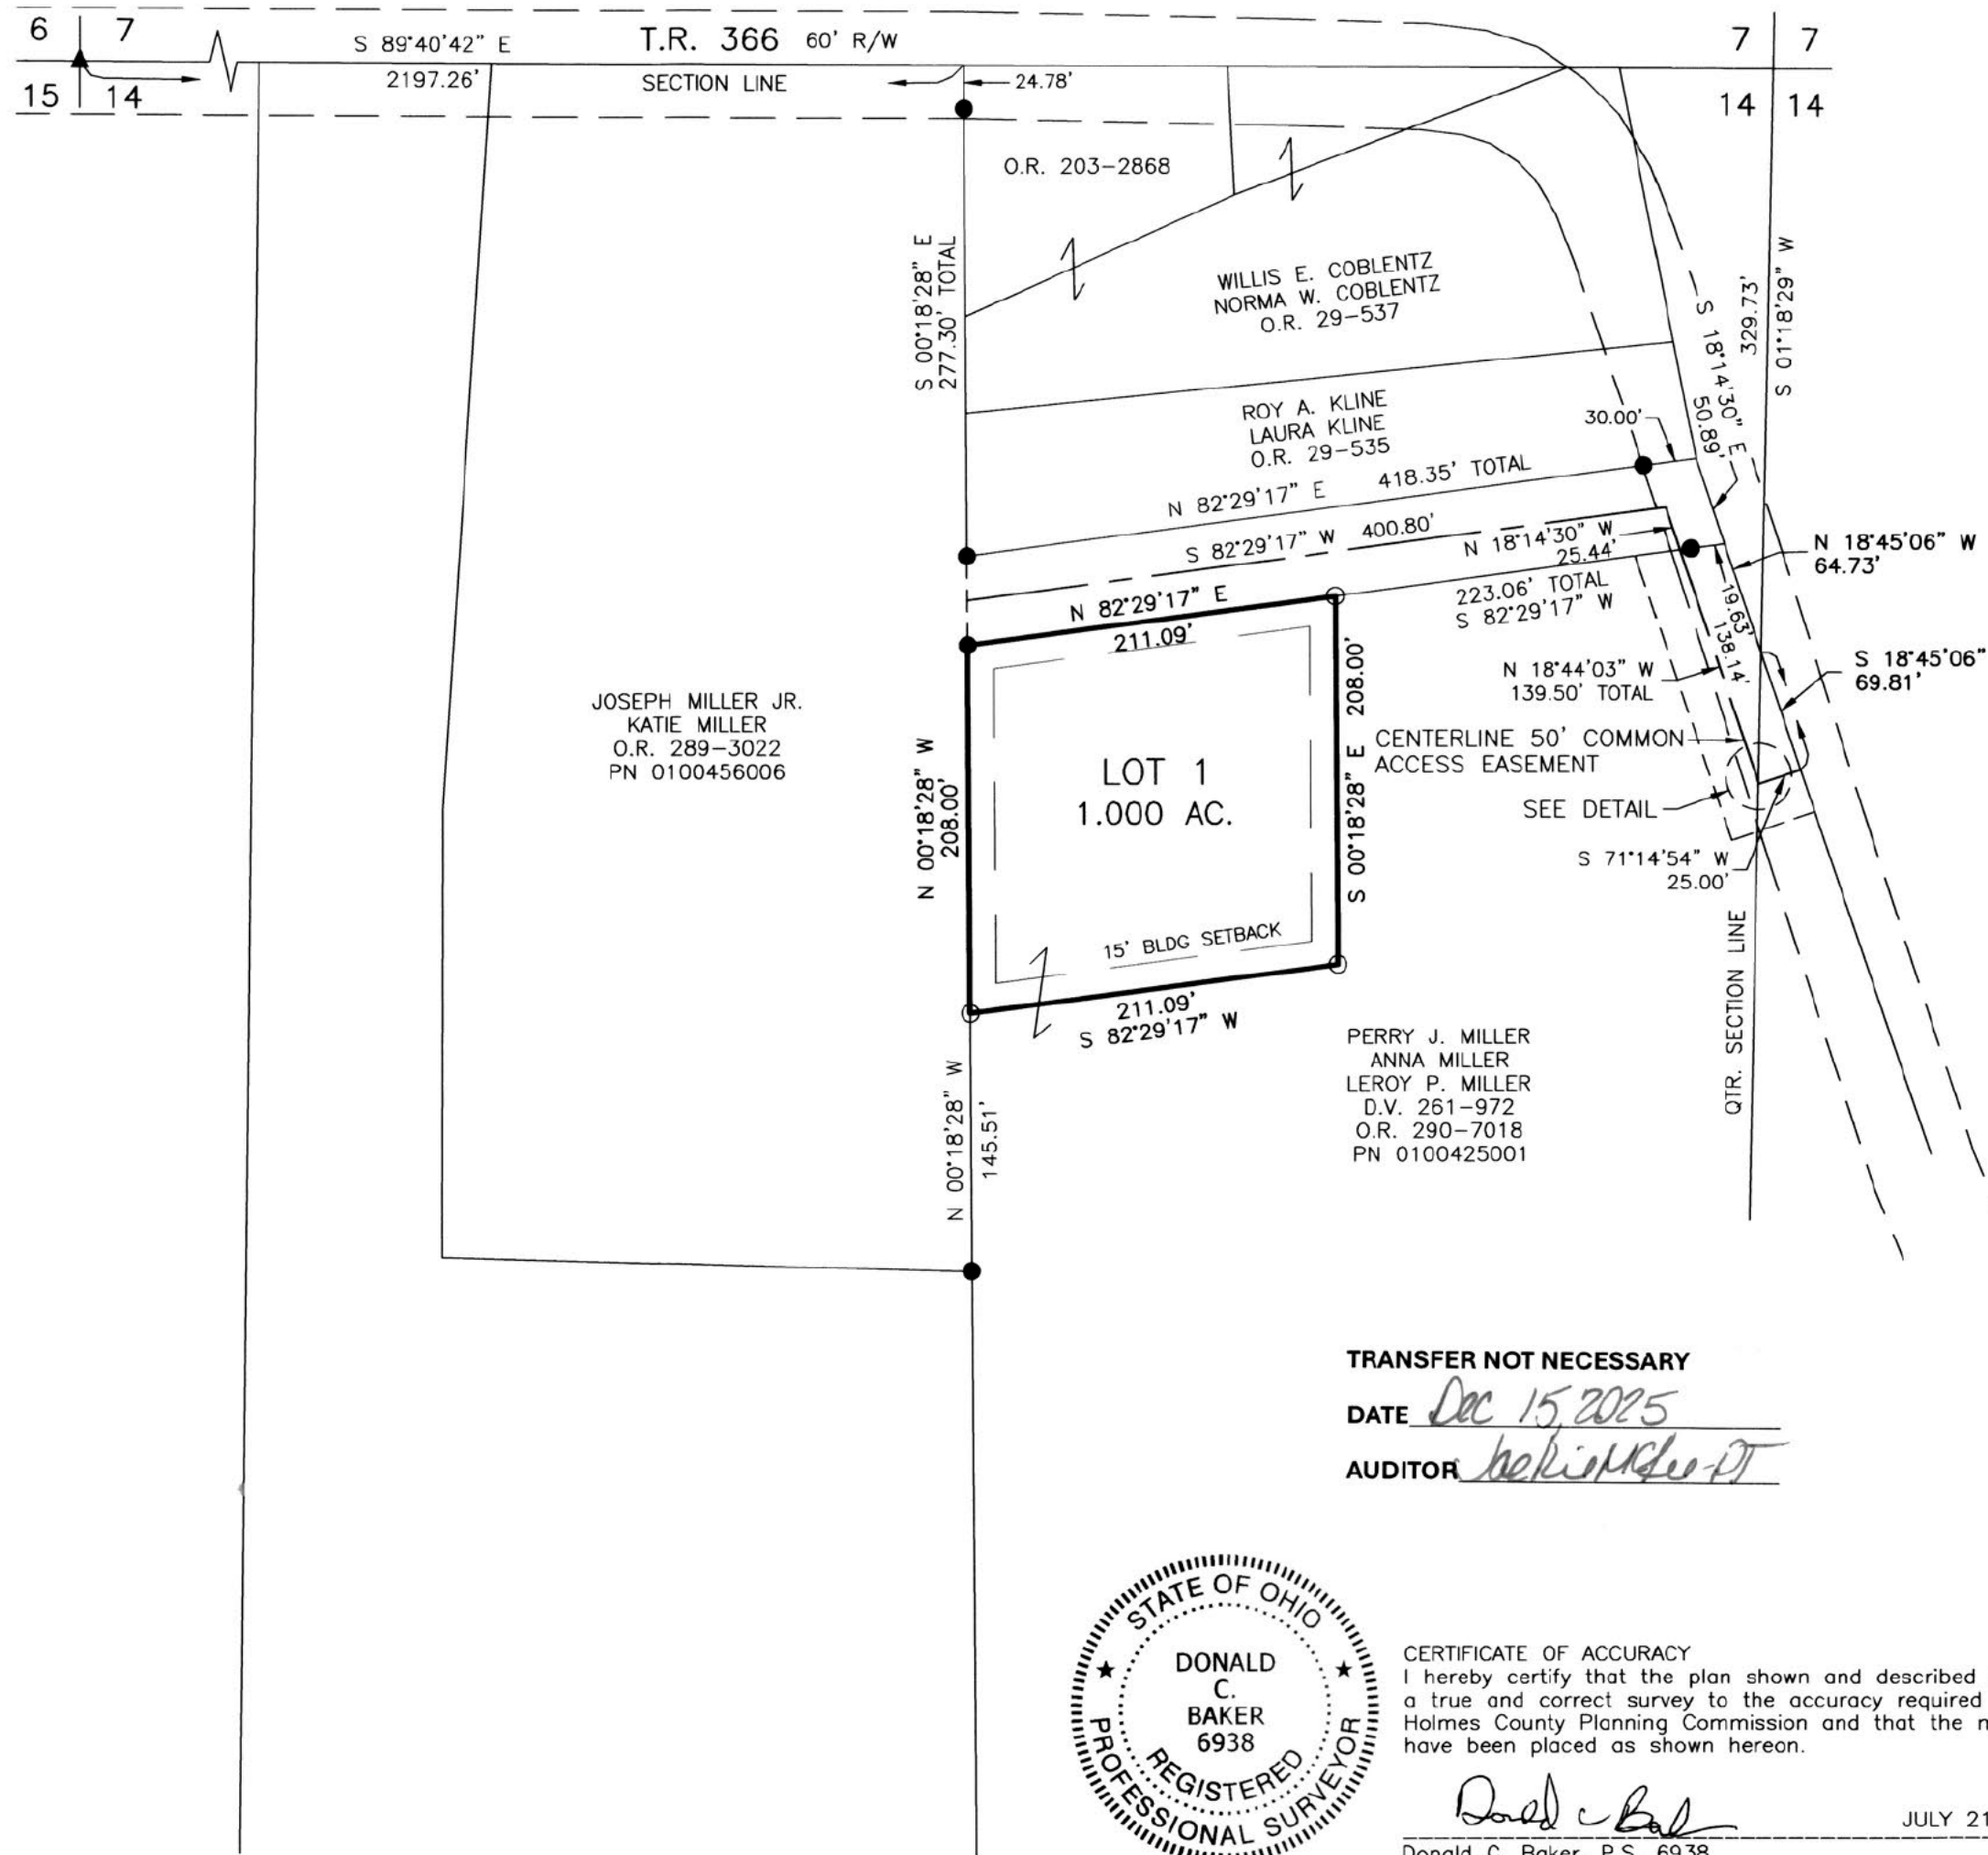 6 7
S 89°40'42" E
T.R. 366 60' R/W
7 7
2197.26'
SECTION LINE
24.78'
15 14
14 14
O.R. 203-2868
S 00°18'28" E
277.30' TOTAL
WILLIS E. COBLENTZ
NORMA W. COBLENTZ
O.R. 29-537
S 18°14'30" E
50.89'
329.73'
S 01°18'29" W
ROY A. KLINE
LAURA KLINE
O.R. 29-535
30.00'
N 82°29'17" E 418.35' TOTAL
S 82°29'17" W 400.80'
N 18°14'30" W
25.44'
N 18°45'06" W
64.73'
223.06' TOTAL
S 82°29'17" W
N 82°29'17" E
211.09'
19.63'
138.14'
N 18°44'03" W
139.50' TOTAL
S 18°45'06"
69.81'
JOSEPH MILLER JR.
KATIE MILLER
O.R. 289-3022
PN 0100456006
N 00°18'28" W
208.00'
LOT 1
1.000 AC.
S 00°18'28" E 208.00'
CENTERLINE 50' COMMON
ACCESS EASEMENT
SEE DETAIL
S 71°14'54" W
25.00'
15' BLDG SETBACK
211.09'
S 82°29'17" W
QTR. SECTION LINE
PERRY J. MILLER
ANNA MILLER
LEROY P. MILLER
D.V. 261-972
O.R. 290-7018
PN 0100425001
N 00°18'28" W
145.51'
TRANSFER NOT NECESSARY
DATE Dec 15, 2025
AUDITOR
STATE OF OHIO
DONALD
C.
BAKER
6938
REGISTERED
PROFESSIONAL SURVEYOR
CERTIFICATE OF ACCURACY
I hereby certify that the plan shown and described
a true and correct survey to the accuracy required
Holmes County Planning Commission and that the
have been placed as shown hereon.
Donald C Bak
JULY 21
Donald C. Baker, P.S. 6938